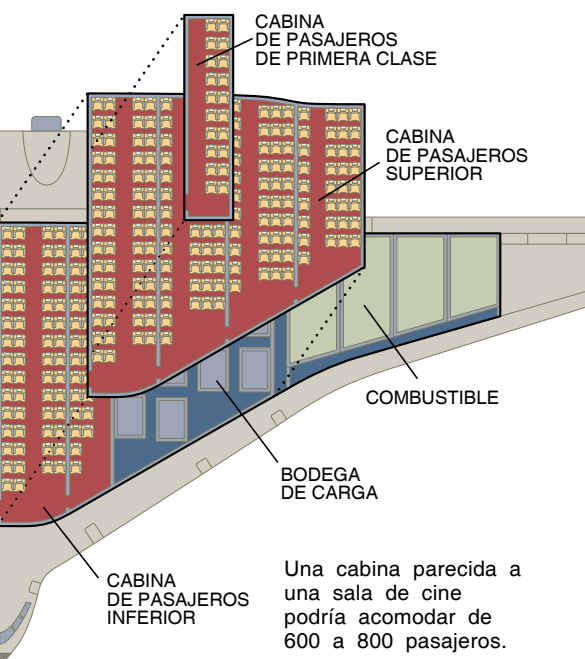 CABINA
DE PASAJEROS
DE PRIMERA CLASE
CABINA
DE PASAJEROS
SUPERIOR
COMBUSTIBLE
BODEGA
DE CARGA
CABINA
DE PASAJEROS
INFERIOR
Una cabina parecida a
una sala de cine
podría acomodar de
600 a 800 pasajeros.